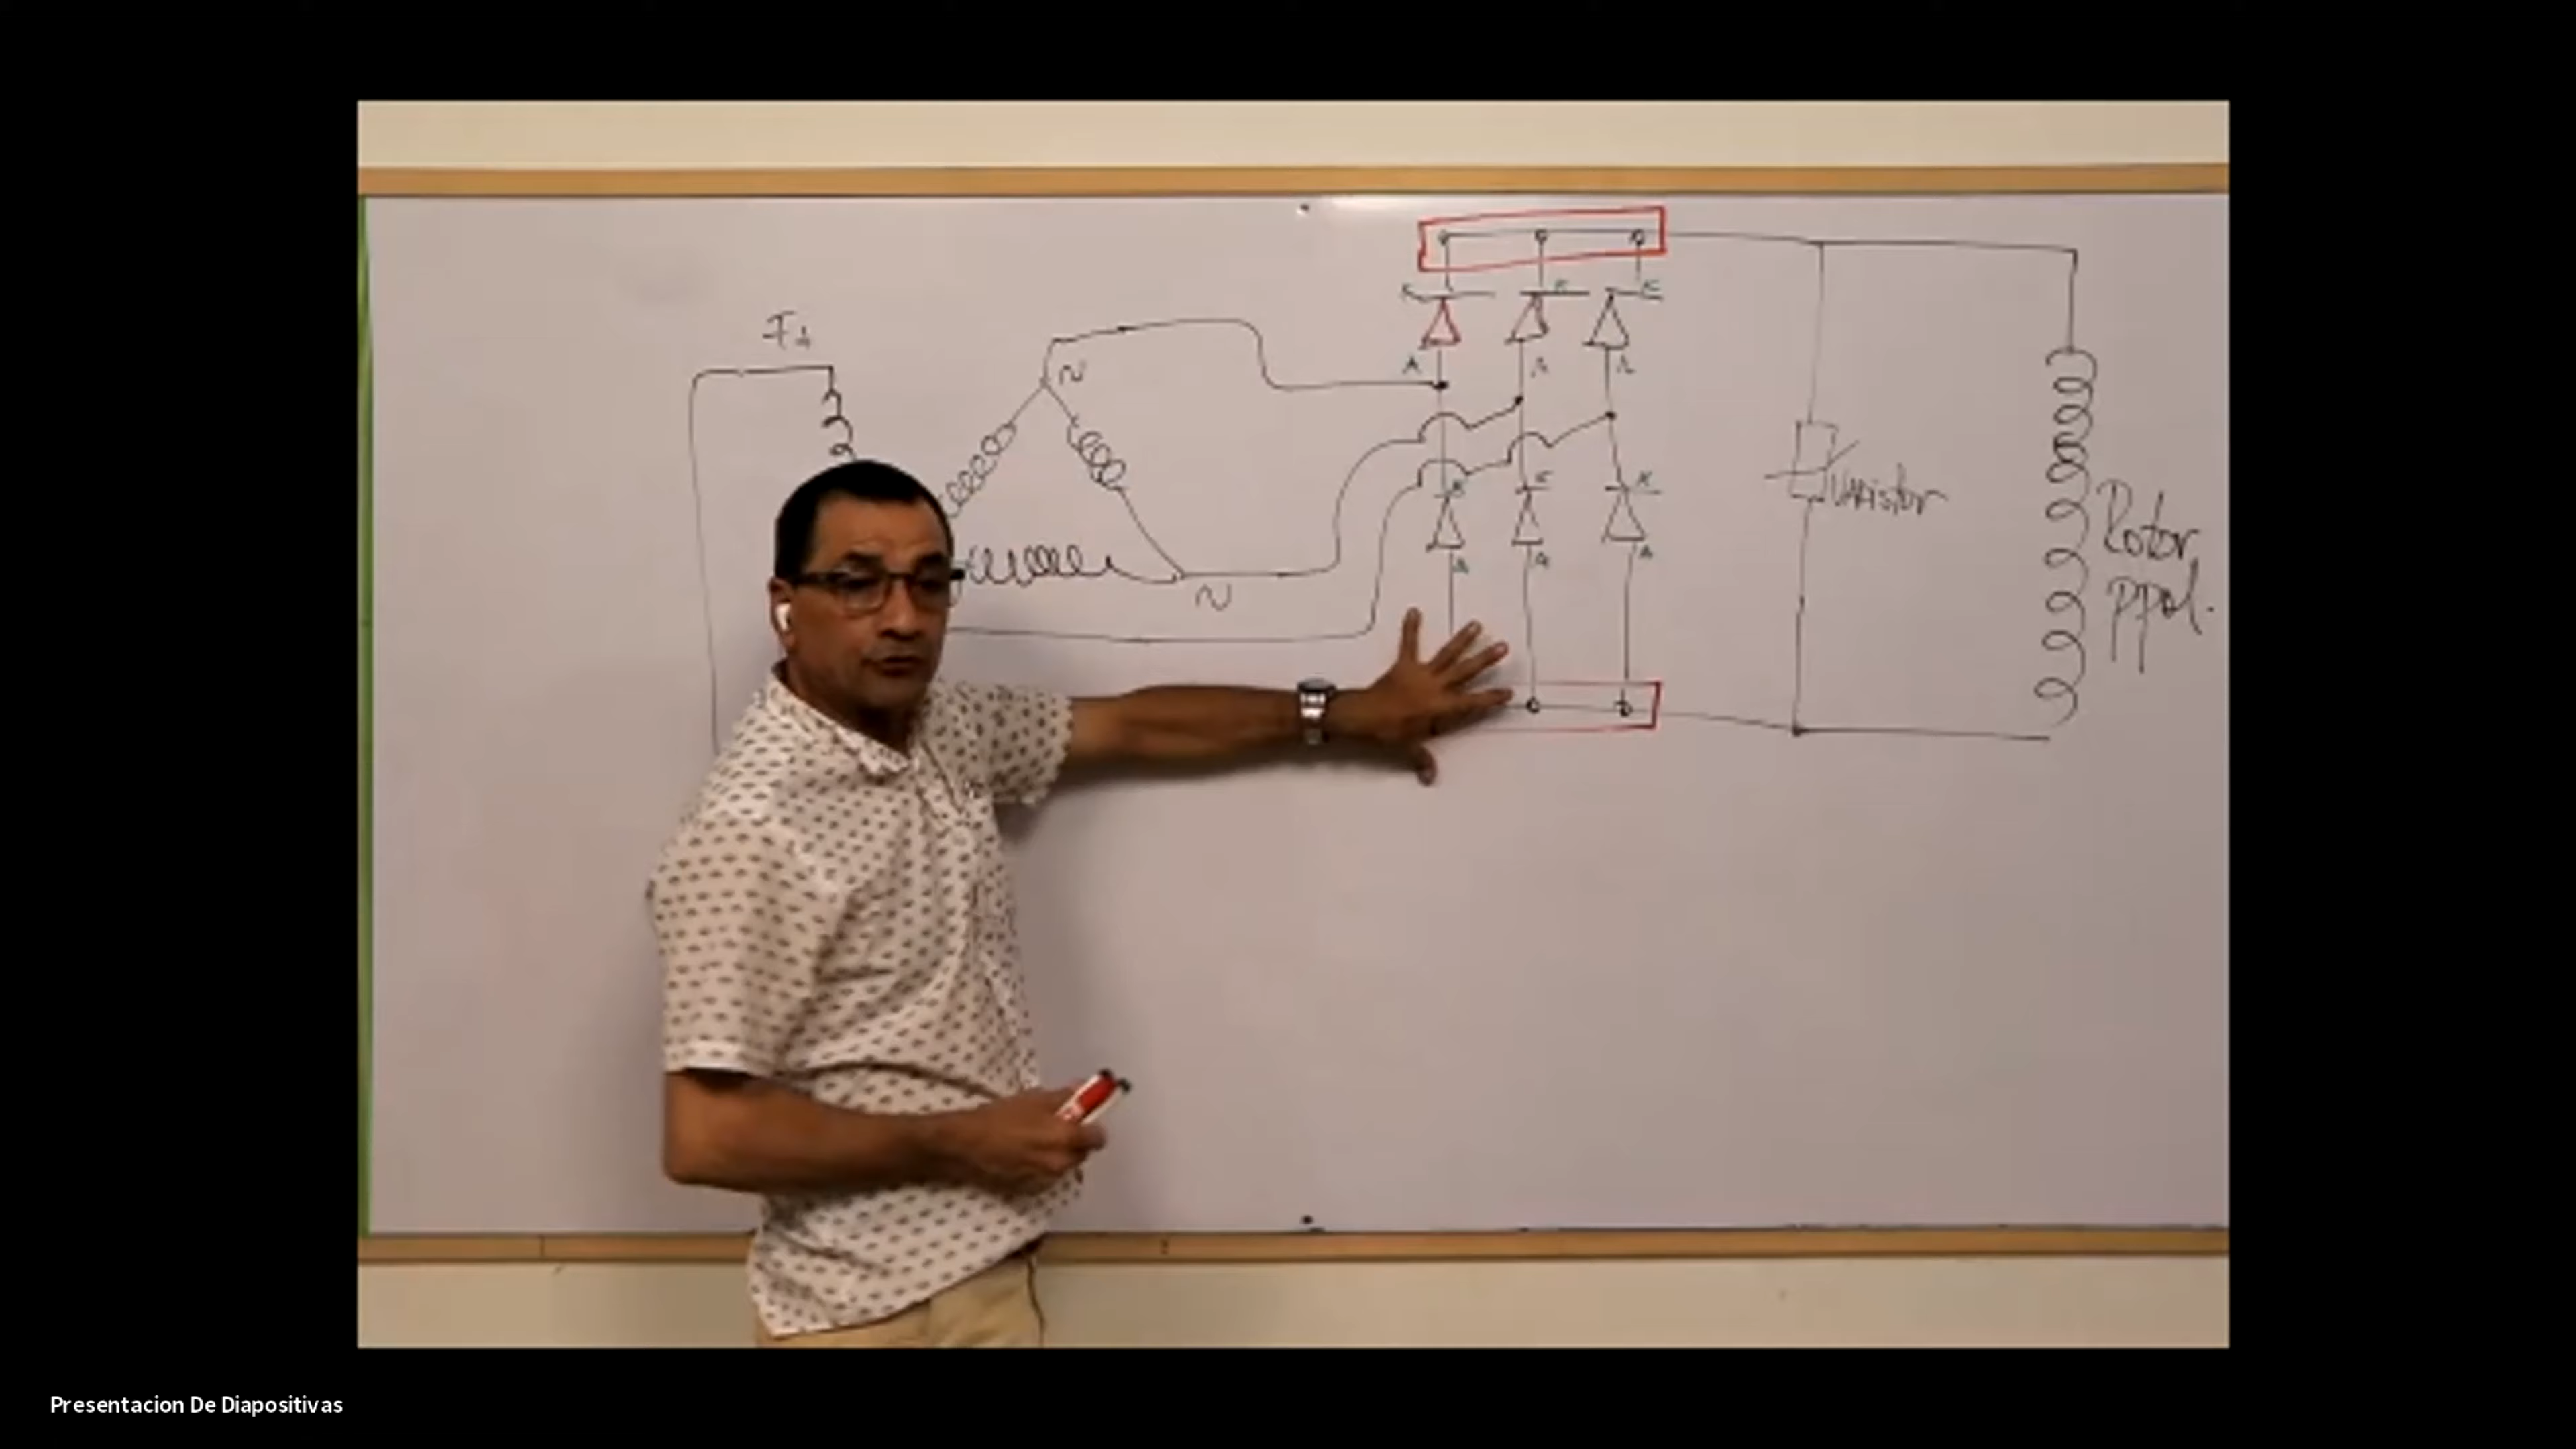 K
K
A
A
A
N
K
K
K
Varistor
A
A
A
Rotor
PPal.
N
Presentacion De Diapositivas